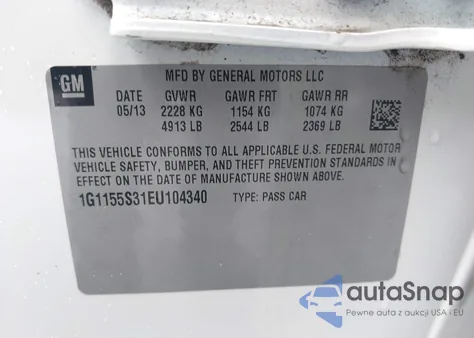 GM
MFD BY GENERAL MOTORS LLC
DATE GVWR GAWR FRT GAWR RR
05/13 2228 KG 1154 KG 1074 KG
4913 LB 2544 LB 2369 LB
THIS VEHICLE CONFORMS TO ALL APPLICABLE U.S. FEDERAL MOTOR
VEHICLE SAFETY, BUMPER, AND THEFT PREVENTION STANDARDS IN
EFFECT ON THE DATE OF MANUFACTURE SHOWN ABOVE.
1G1155S31EU104340 TYPE: PASS CAR
autoSnap
Pewne auta z aukcji USA i EU